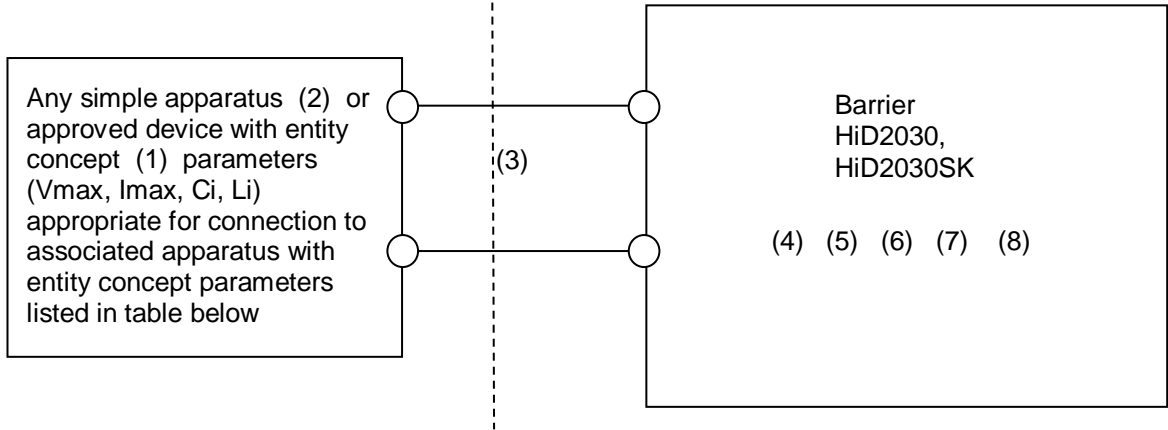 Any simple apparatus (2) or
approved device with entity
concept (1) parameters
(Vmax, Imax, Ci, Li)
appropriate for connection to
associated apparatus with
entity concept parameters
listed in table below
(3)
Barrier
HiD2030,
HiD2030SK
(4) (5) (6) (7) (8)